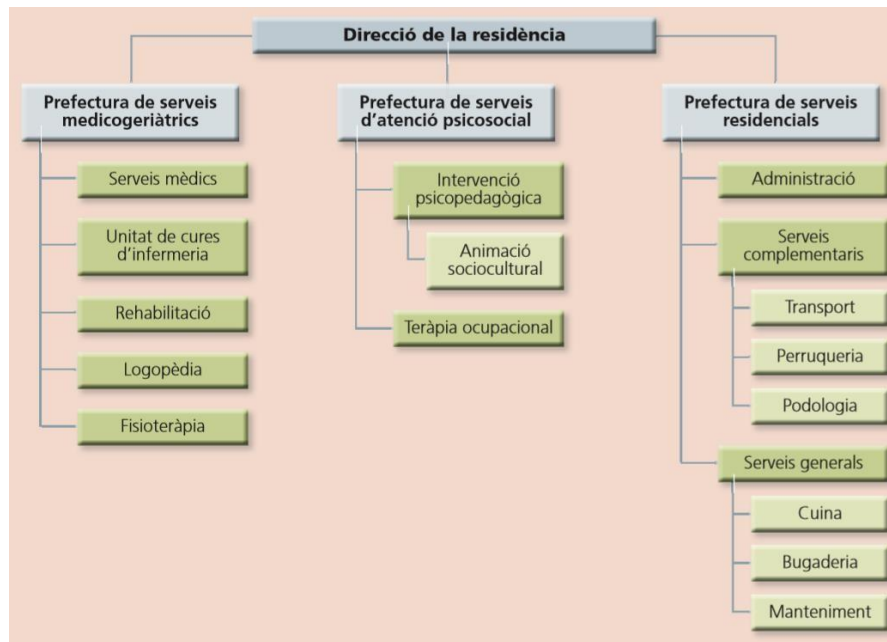 Direcció de la residència
Prefectura de serveis
medicogeriàtrics
Serveis mèdics
Unitat de cures
d'infermeria
Rehabilitació
Logopèdia
Fisioteràpia
Prefectura de serveis
d'atenció psicosocial
Intervenció
psicopedagògica
Animació
sociocultural
Teràpia ocupacional
Prefectura de serveis
residencials
Administració
Serveis
complementaris
Transport
Perruqueria
Podologia
Serveis generals
Cuina
Bugaderia
Manteniment